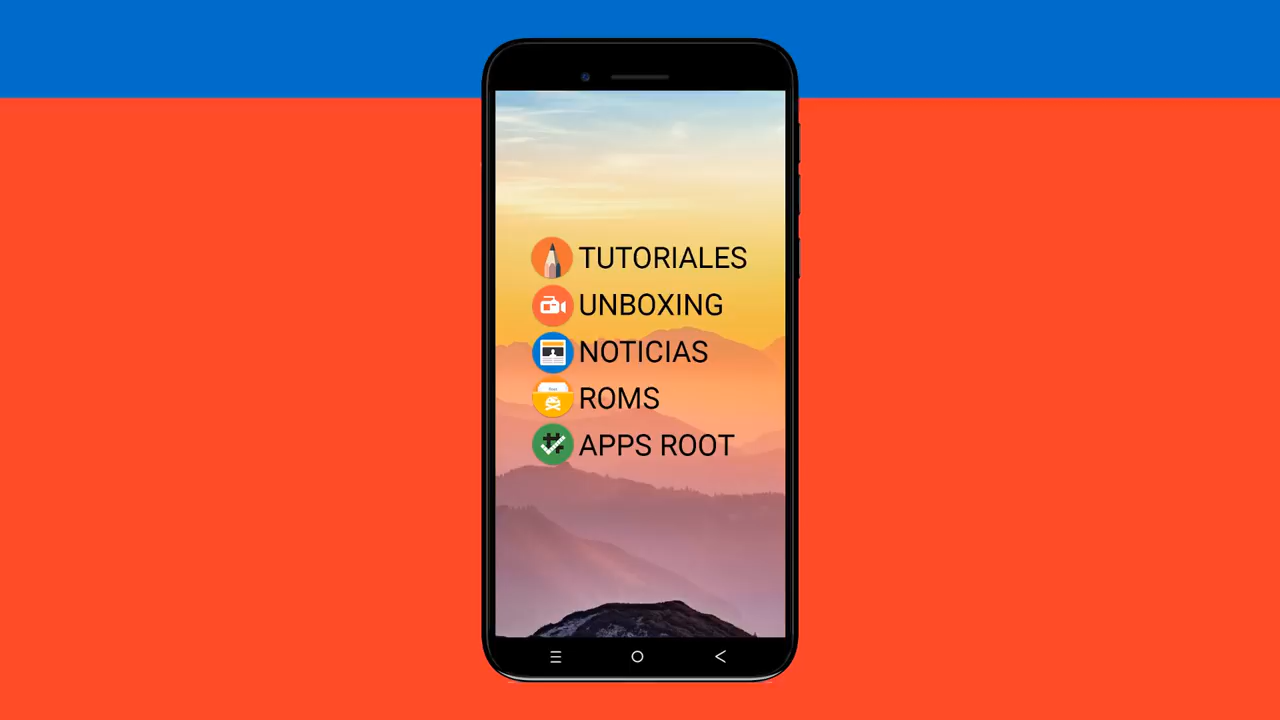 TUTORIALES
UNBOXING
NOTICIAS
ROMS
APPS ROOT